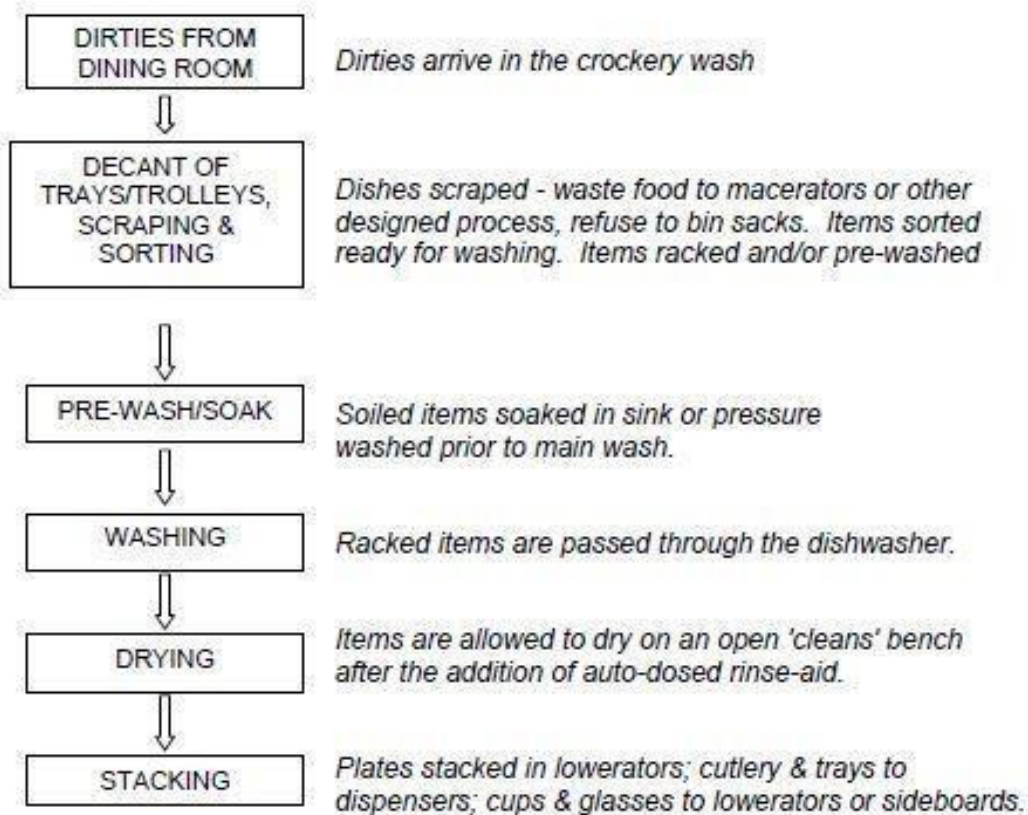 DIRTIES FROM
DINING ROOM
Dirties arrive in the crockery wash
DECANT OF
TRAYS/TROLLEYS,
SCRAPING &
SORTING
Dishes scraped - waste food to macerators or other
designed process, refuse to bin sacks. Items sorted
ready for washing. Items racked and/or pre-washed
PRE-WASH/SOAK
Soiled items soaked in sink or pressure
washed prior to main wash.
WASHING
Racked items are passed through the dishwasher.
DRYING
Items are allowed to dry on an open 'cleans' bench
after the addition of auto-dosed rinse-aid.
STACKING
Plates stacked in lowerators; cutlery & trays to
dispensers; cups & glasses to lowerators or sideboards.